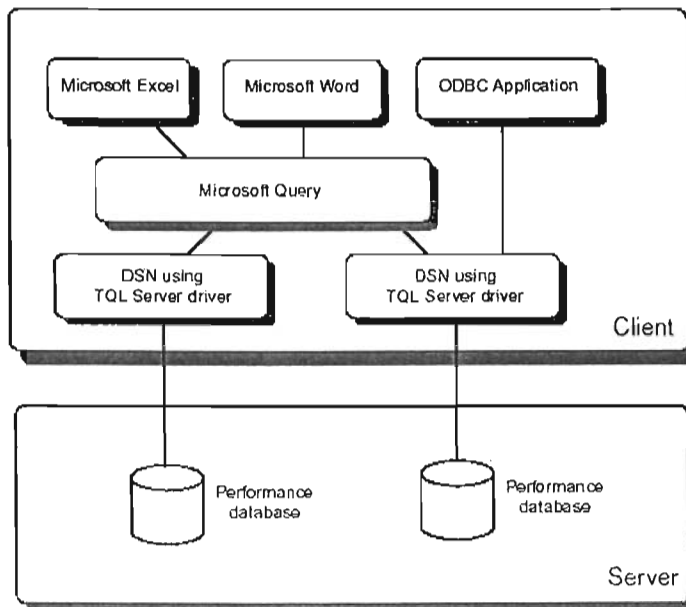 Microsoft Excel
Microsoft Word
ODBC Application
Microsoft Query
DSN using
TQL Server driver
DSN using
TQL Server driver
Client
Performance
database
Performance
database
Server